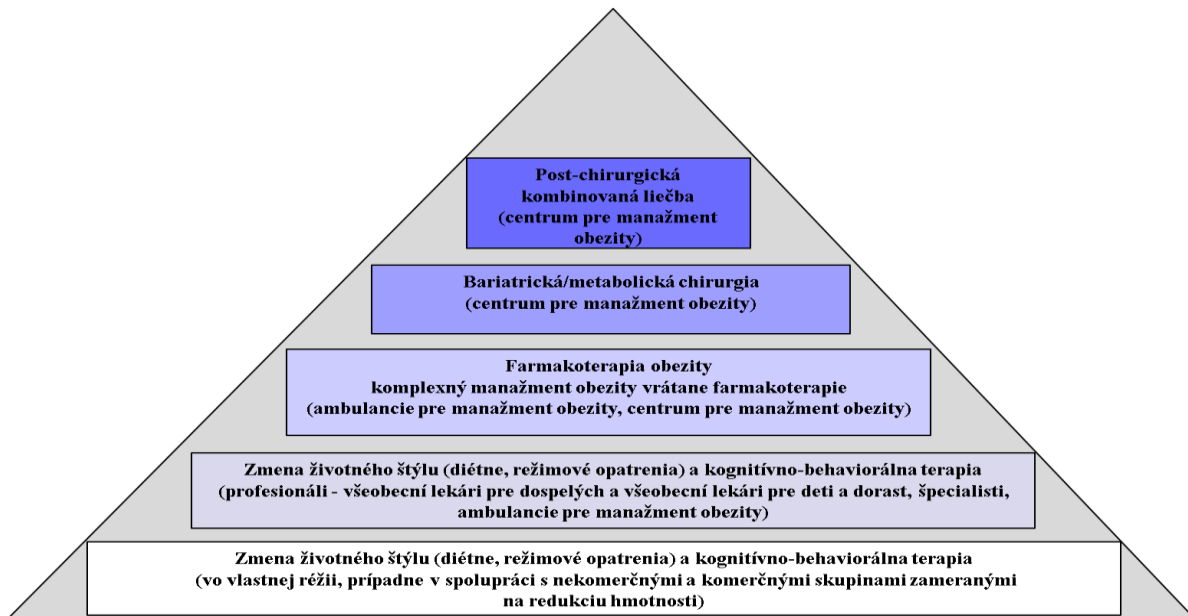 Post-chirurgická
kombinovaná liečba
(centrum pre manažment
obezity)
Bariatrická/metabolická chirurgia
(centrum pre manažment obezity)
Farmakoterapia obezity
komplexný manažment obezity vrátane farmakoterapie
(ambulancie pre manažment obezity, centrum pre manažment obezity)
Zmena životného štýlu (diétne, režimové opatrenia) a kognitívno-behaviorálna terapia
(profesionáli - všeobecní lekári pre dospelých a všeobecní lekári pre deti a dorast, špecialisti,
ambulancie pre manažment obezity)
Zmena životného štýlu (diétne, režimové opatrenia) a kognitívno-behaviorálna terapia
(vo vlastnej réžii, prípadne v spolupráci s nekomerčnými a komerčnými skupinami zameranými
na redukciu hmotnosti)